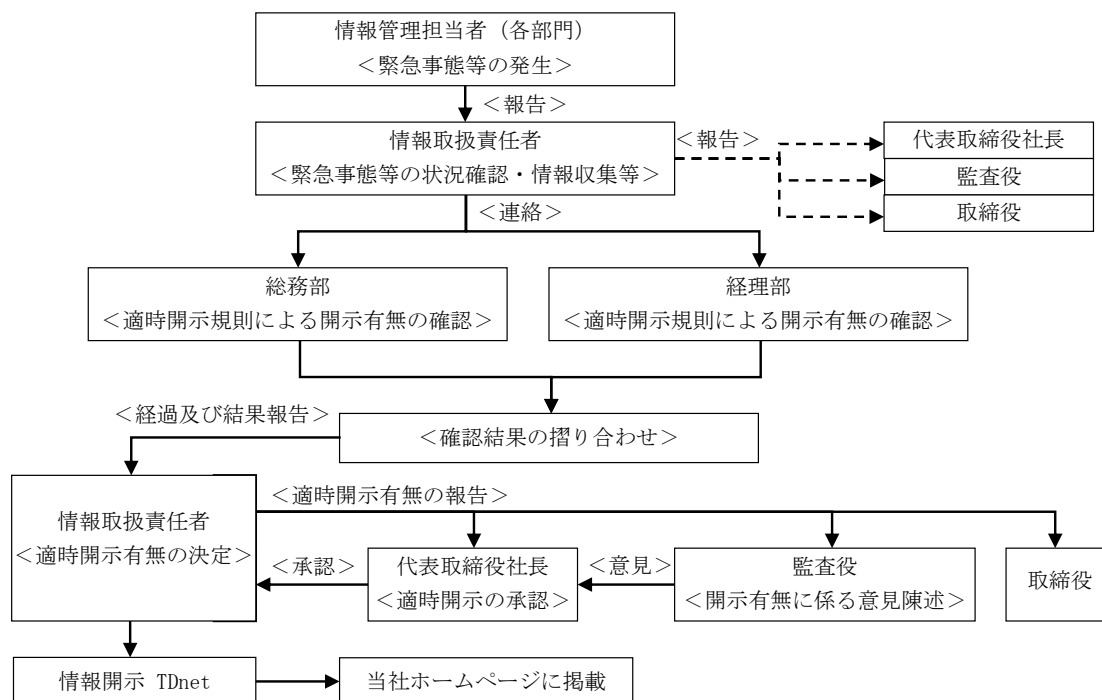 情報管理担当者（各部門）
＜緊急事態等の発生＞
＜報告＞
情報取扱責任者
＜緊急事態等の状況確認・情報収集等＞
＜報告＞
代表取締役社長
監査役
取締役
＜連絡＞
総務部
＜適時開示規則による開示有無の確認＞
経理部
＜適時開示規則による開示有無の確認＞
＜経過及び結果報告＞
＜確認結果の摺り合わせ＞
情報取扱責任者
＜適時開示有無の決定＞
＜適時開示有無の報告＞
＜承認＞
代表取締役社長
＜適時開示の承認＞
＜意見＞
監査役
＜開示有無に係る意見陳述＞
取締役
情報開示 TDnet
当社ホームページに掲載